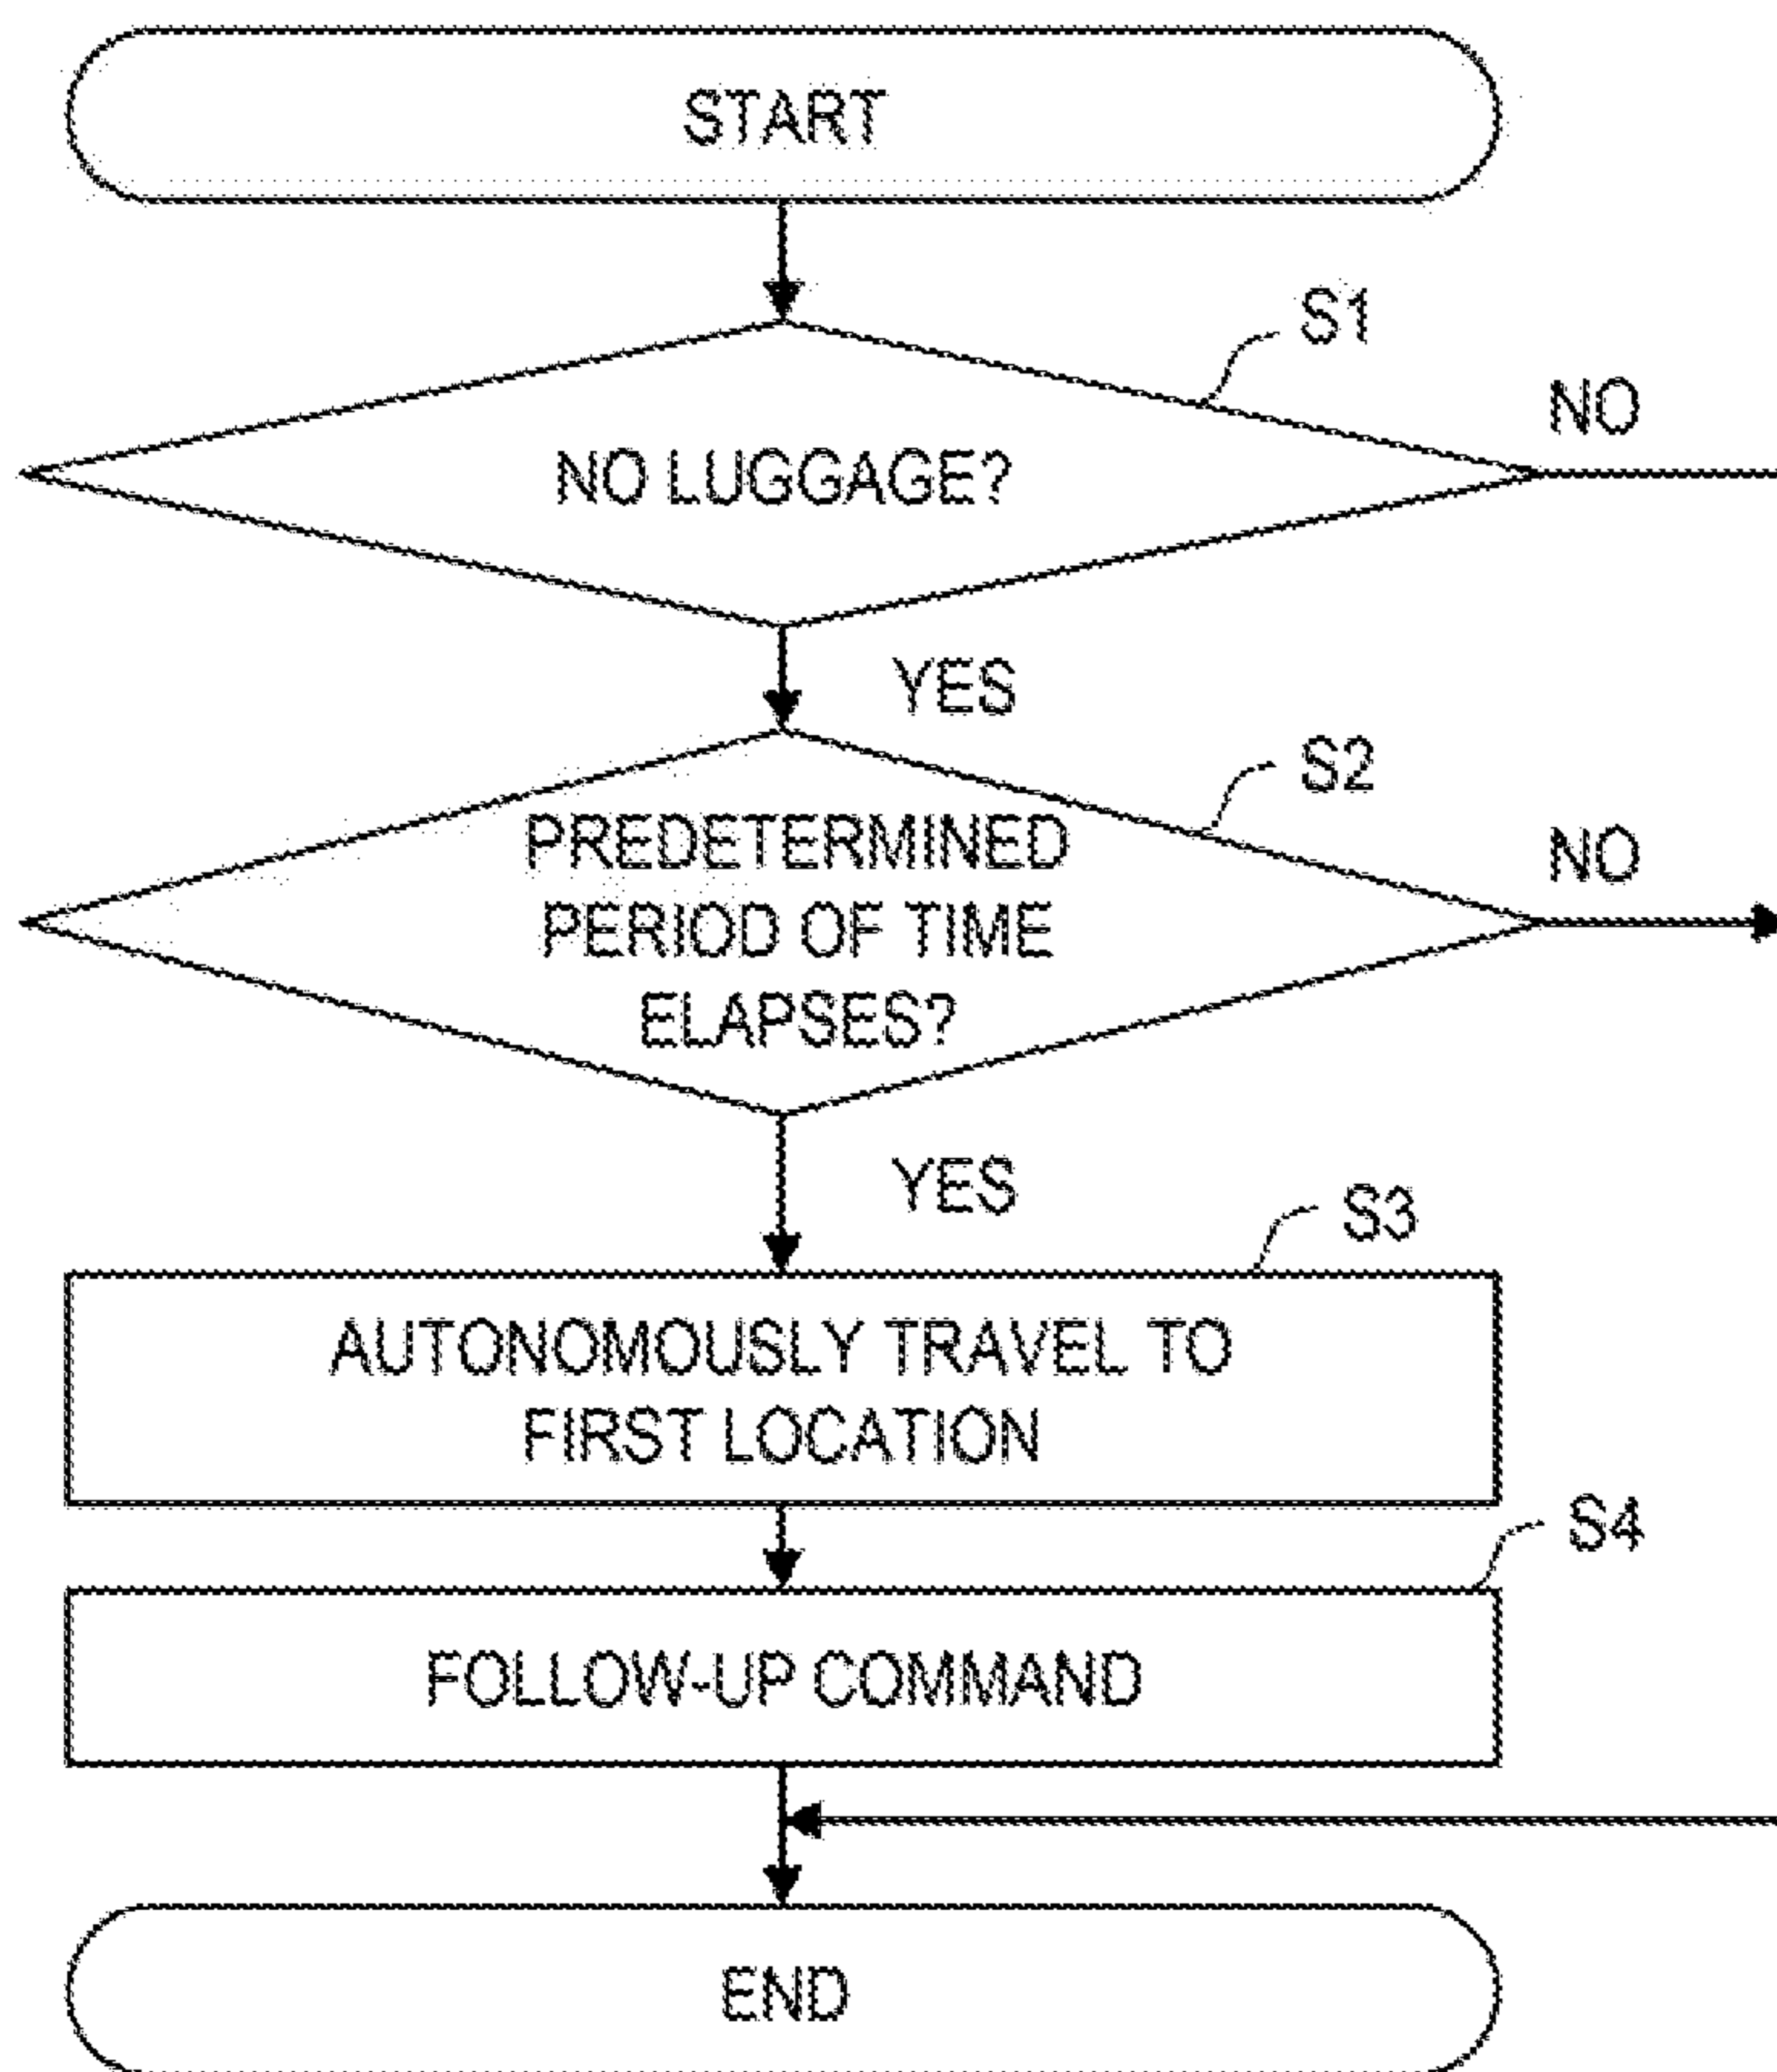 START
S1
NO
NO LUGGAGE?
YES
S2
NO
PREDETERMINED
PERIOD OF TIME
ELAPSES?
YES
S3
AUTONOMOUSLY TRAVEL TO
FIRST LOCATION
S4
FOLLOW-UP COMMAND
END